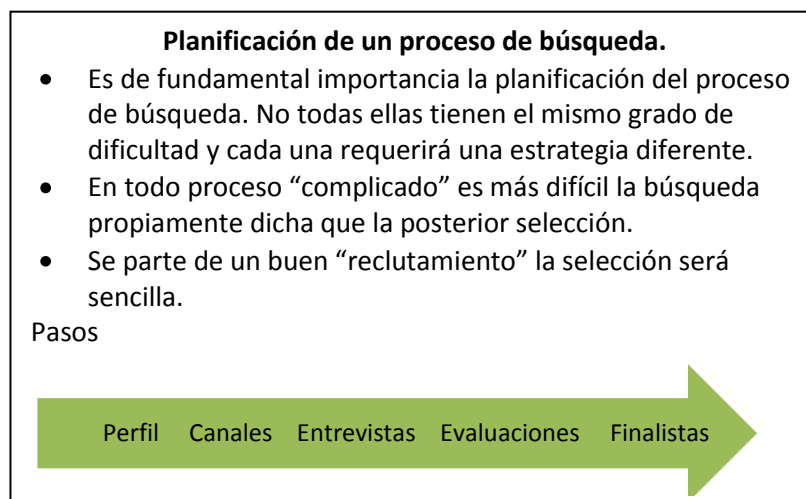 Planificación de un proceso de búsqueda.
• Es de fundamental importancia la planificación del proceso
de búsqueda. No todas ellas tienen el mismo grado de
dificultad y cada una requerirá una estrategia diferente.
• En todo proceso “complicado” es más difícil la búsqueda
propiamente dicha que la posterior selección.
• Se parte de un buen “reclutamiento” la selección será
sencilla.
Pasos
Perfil Canales Entrevistas Evaluaciones Finalistas